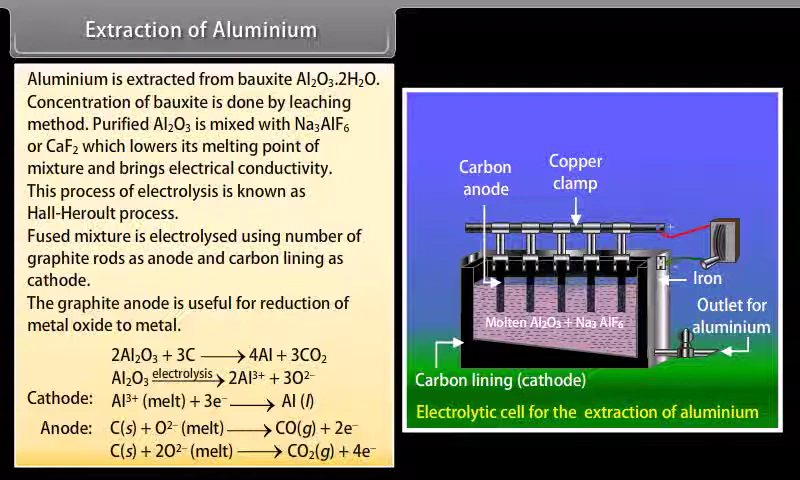 Extraction of Aluminium
Aluminium is extracted from bauxite Al₂O₃.2H₂O.
Concentration of bauxite is done by leaching
method. Purified Al₂O₃ is mixed with Na₃AlF₆
or CaF₂ which lowers its melting point of
mixture and brings electrical conductivity.
This process of electrolysis is known as
Hall-Heroult process.
Fused mixture is electrolysed using number of
graphite rods as anode and carbon lining as
cathode.
The graphite anode is useful for reduction of
metal oxide to metal.
2Al₂O₃ + 3C ⟶ 4Al + 3CO₂
Al₂O₃ electrolysis⟶ 2Al³⁺ + 3O²⁻
Cathode: Al³⁺ (melt) + 3e⁻ ⟶ Al (l)
Anode: C(s) + O²⁻ (melt) ⟶ CO(g) + 2e⁻
C(s) + 2O²⁻ (melt) ⟶ CO₂(g) + 4e⁻
Carbon
anode
Copper
clamp
+
Iron
Outlet for
aluminium
Molten Al₂O₃ + Na₃ AlF₆
Carbon lining (cathode)
Electrolytic cell for the extraction of aluminium